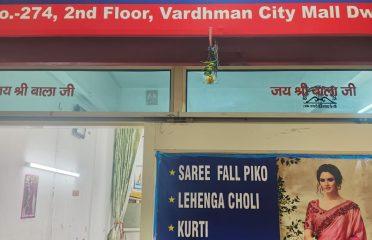 o.-274, 2nd Floor, Vardhman City Mall Dw
जय श्री बाला जी
जय श्री बाला जी
SAREE FALL PIKO
LEHENGA CHOLI
KURTI